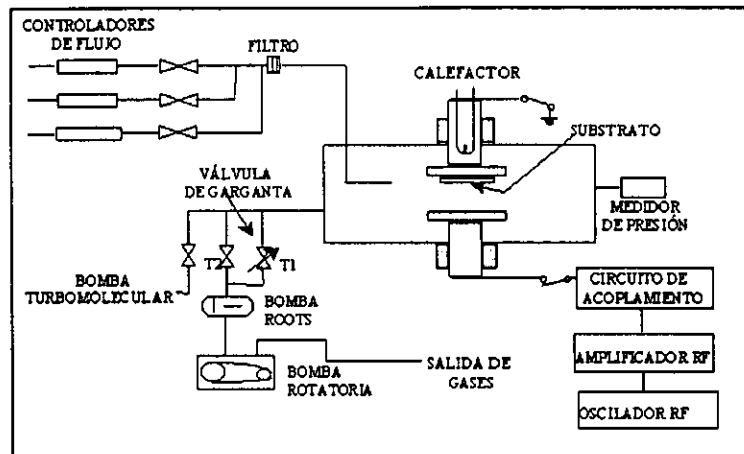 CONTROLADORES
DE FLUJO
FILTRO
CALEFACTOR
SUBSTRATO
VÁLVULA
DE GARGANTA
MEDIDOR
DE PRESIÓN
T2
T1
BOMBA
TURBOMOLECULAR
BOMBA
ROOTS
CIRCUITO DE
ACOPLAMIENTO
BOMBA
ROTATORIA
SALIDA DE
GASES
AMPLIFICADOR RF
OSCILADOR RF